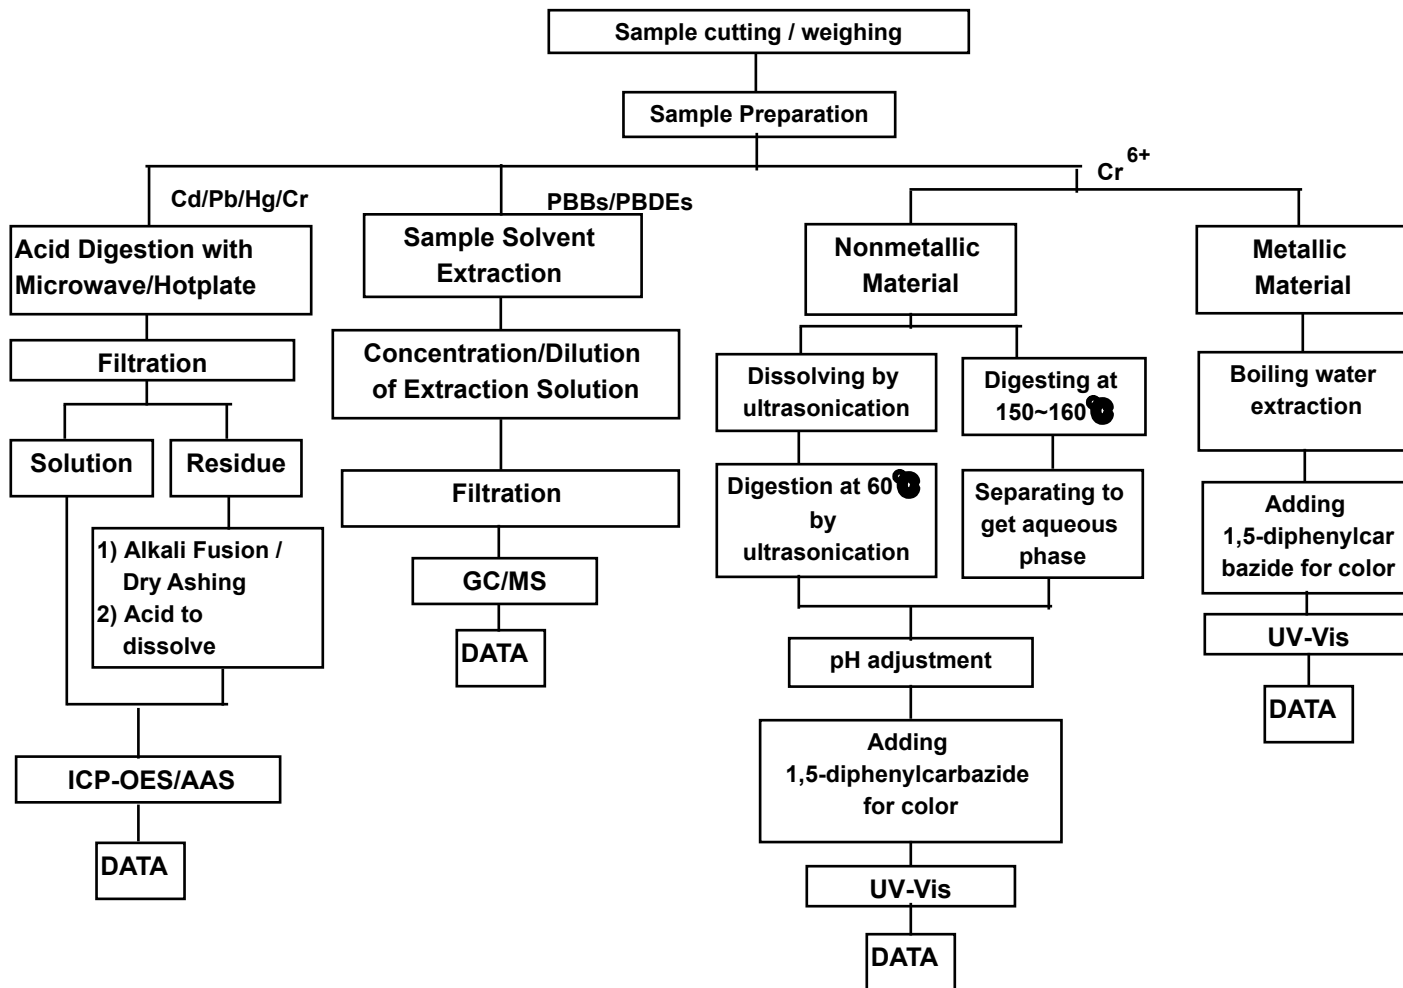 Sample cutting / weighing
Sample Preparation
Cd/Pb/Hg/Cr
PBBs/PBDEs
Cr 6+
Acid Digestion with
Microwave/Hotplate
Sample Solvent
Extraction
Nonmetallic
Material
Metallic
Material
Filtration
Concentration/Dilution
of Extraction Solution
Dissolving by
ultrasonication
Digesting at
150~160
Boiling water
extraction
Solution
Residue
Filtration
Digestion at 60
by
ultrasonication
Separating to
get aqueous
phase
Adding
1,5-diphenylcar
bazide for color
1) Alkali Fusion /
Dry Ashing
2) Acid to
dissolve
GC/MS
DATA
pH adjustment
UV-Vis
DATA
ICP-OES/AAS
DATA
Adding
1,5-diphenylcarbazide
for color
UV-Vis
DATA